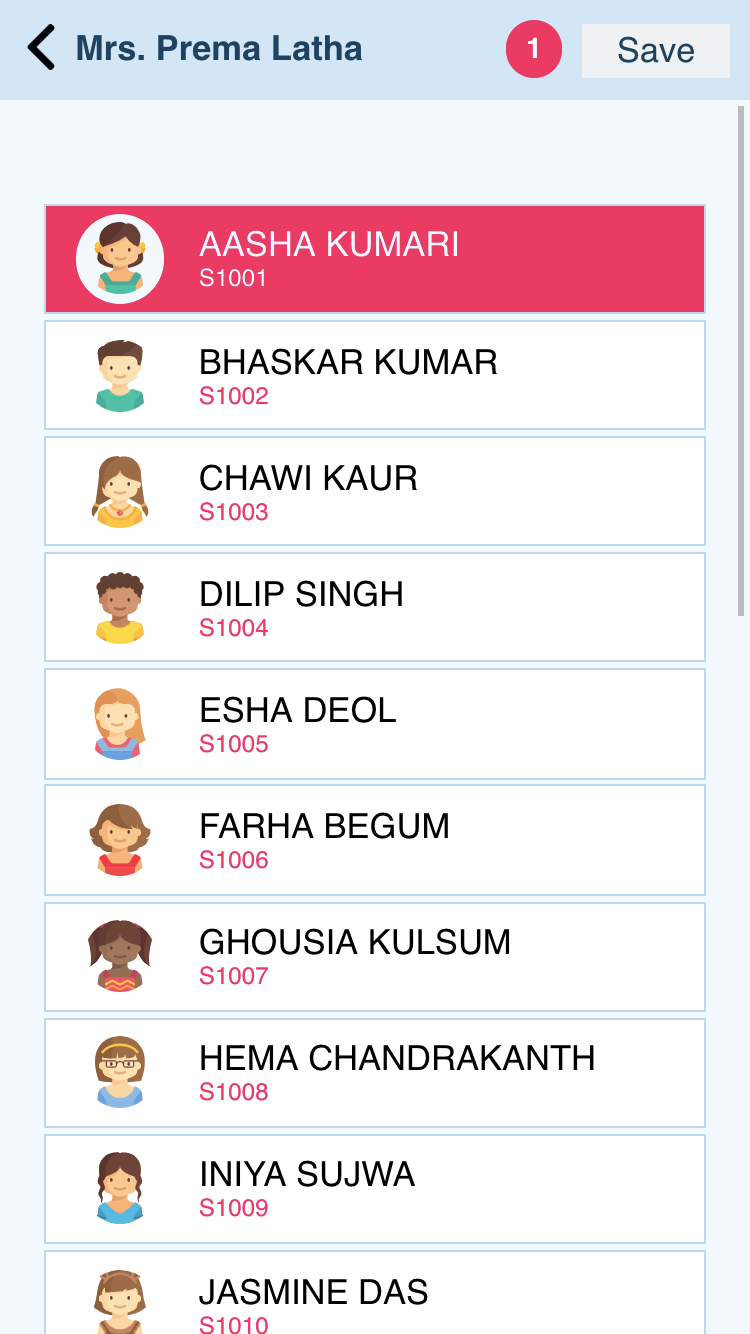 Mrs. Prema Latha
1
Save
AASHA KUMARI
S1001
BHASKAR KUMAR
S1002
CHAWI KAUR
S1003
DILIP SINGH
S1004
ESHA DEOL
S1005
FARHA BEGUM
S1006
GHOUSIA KULSUM
S1007
HEMA CHANDRAKANTH
S1008
INIYA SUJWA
S1009
JASMINE DAS
S1010